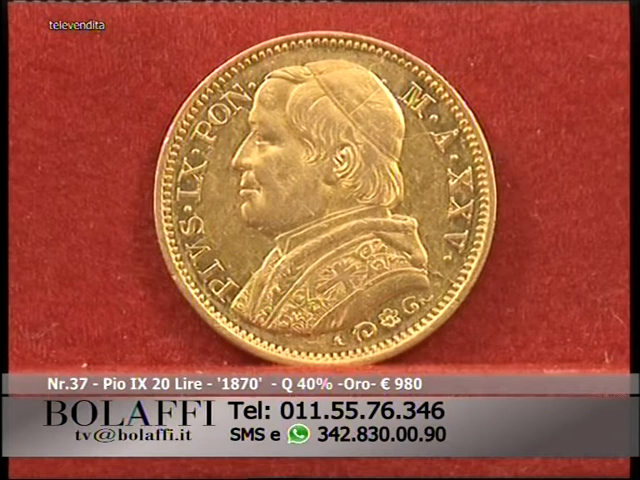 televendita
PIVS·IX·PON. M.A.XXV.
Nr.37 - Pio IX 20 Lire - '1870' - Q 40% -Oro- € 980
BOLAFFI
tv@bolaffi.it
Tel: 011.55.76.346
SMS e 342.830.00.90